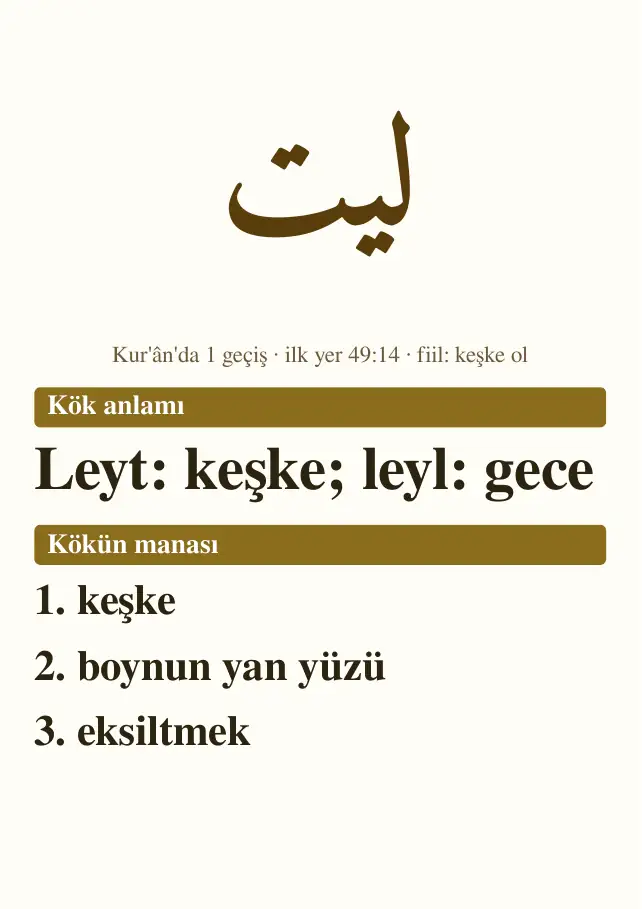 ليت
Kur'ân'da 1 geçiş · ilk yer 49:14 · fiil: keşke ol
Kök anlamı
Leyt: keşke; leyl: gece
Kökün manası
1. keşke
2. boynun yan yüzü
3. eksiltmek